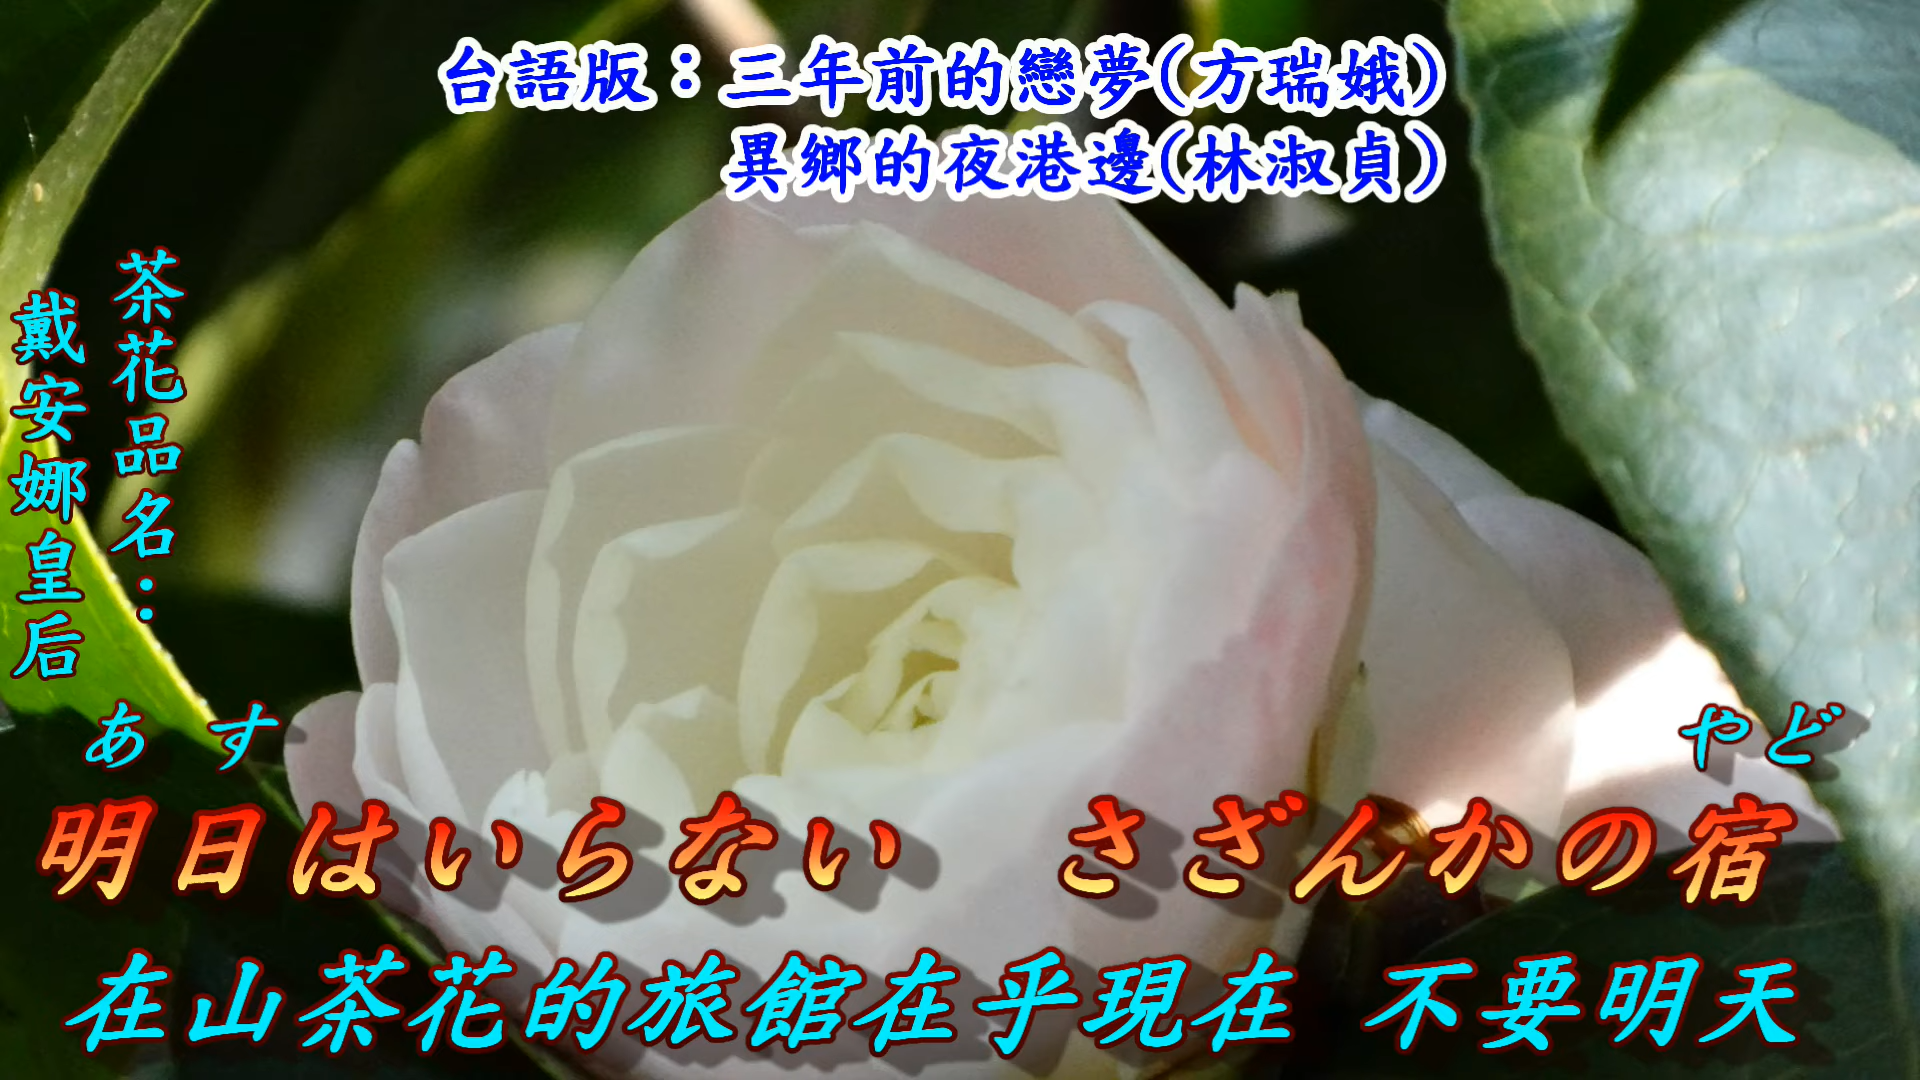 台語版：三年前的戀夢(方瑞娥)
異鄉的夜港邊(林淑貞)
茶花品名：
戴安娜皇后
あす
やど
明日はいらない　さざんかの宿
在山茶花的旅館在乎現在 不要明天